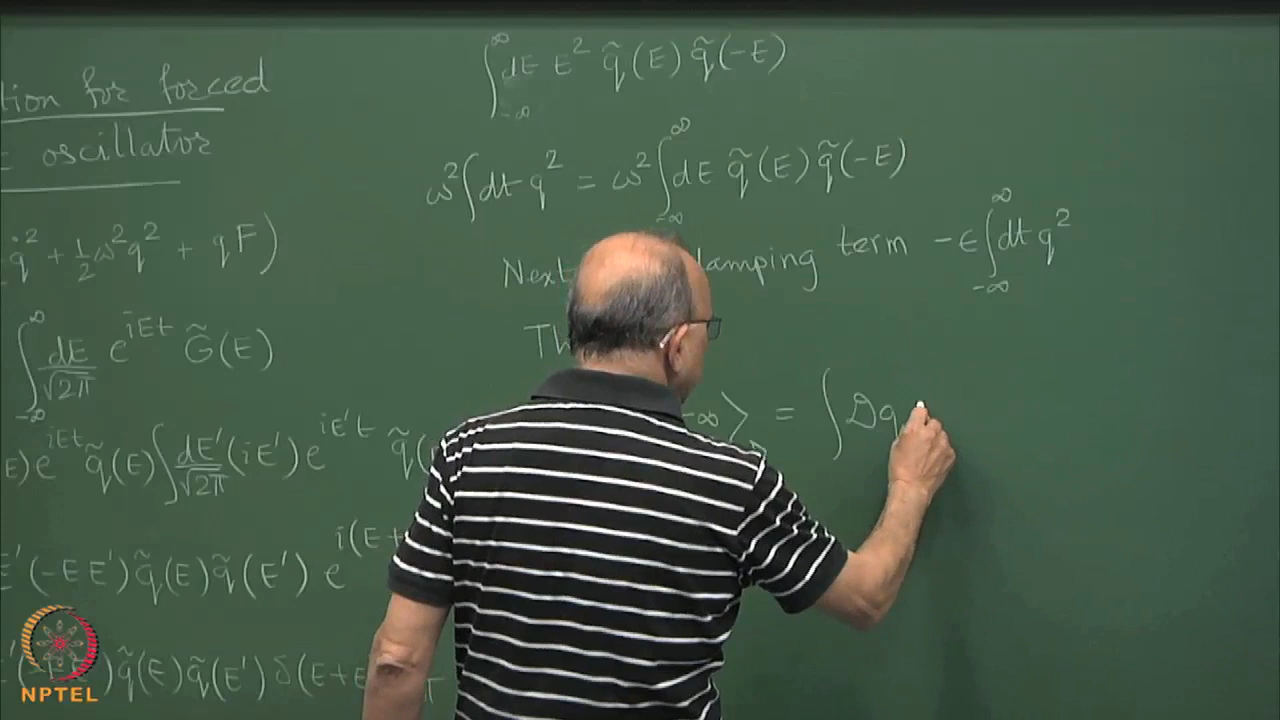 tion for forced
oscillator
q̇² + ½ω²q² + qF)
∫_{-∞}^{∞} dE/√2π e^{iEt} G̃(E)
E)e^{iEt} q̃(E) ∫ dE'/√2π (iE') e^{iE't} q̃(
E'(-EE') q̃(E) q̃(E') e^{i(E+
q̃(E) q̃(E') δ(E+E
∫_{-∞}^{∞} dE E² q̃(E) q̃(-E)
ω² ∫dt q² = ω² ∫_{-∞}^{∞} dE q̃(E) q̃(-E)
Next damping term -ε ∫_{-∞}^{∞} dt q²
Th
-∞⟩ = ∫ 𝒟q
NPTEL